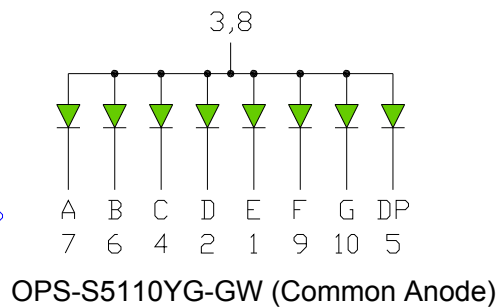 3,8
A B C D E F G DP
7 6 4 2 1 9 10 5
OPS-S5110YG-GW (Common Anode)